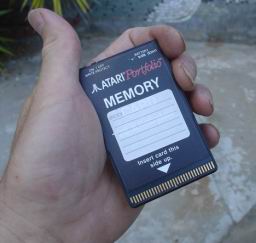 ATARI Portfolio
MEMORY
Insert card this
side up.